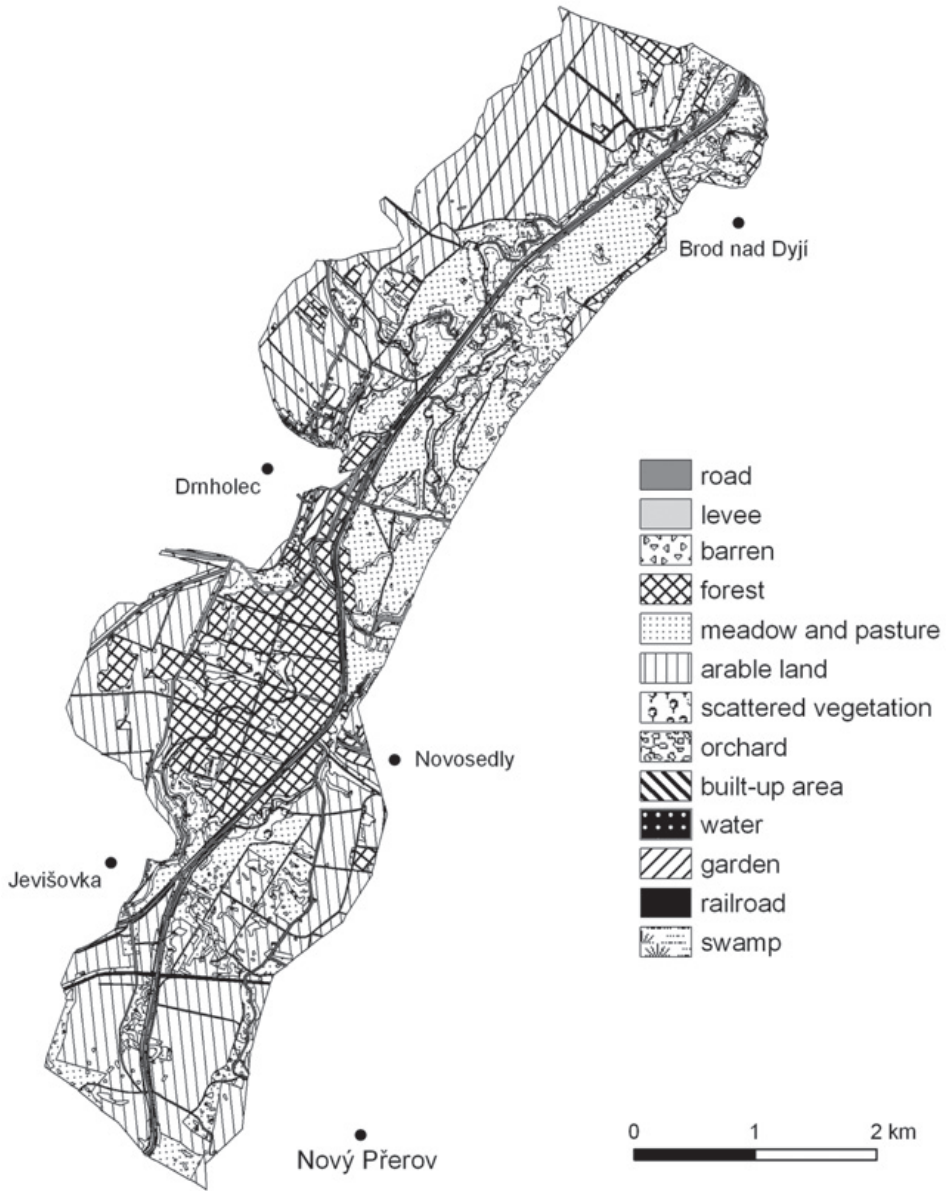 Brod nad Dyjí
Drnholec
road
levee
barren
forest
meadow and pasture
arable land
scattered vegetation
orchard
built-up area
water
garden
railroad
swamp
Novosedly
Jevišovka
Nový Přerov
0 1 2 km